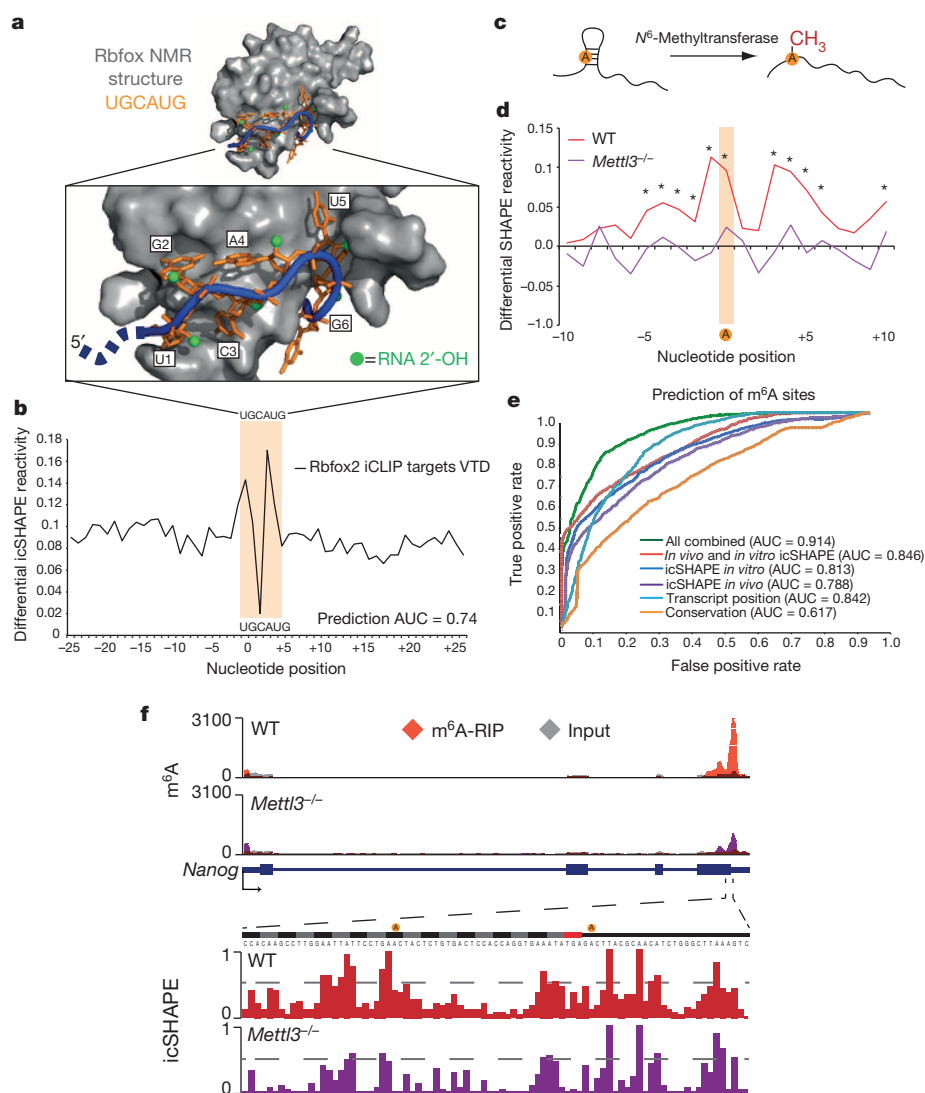 a
Rbfox NMR
structure
UGCAUG
U5
G2
A4
5′
U1
C3
G6
=RNA 2′-OH
b
UGCAUG
Differential icSHAPE reactivity
0.18
0.16
0.14
0.12
0.1
0.08
0.06
0.04
0.02
0
Rbfox2 iCLIP targets VTD
UGCAUG
Prediction AUC = 0.74
−25 −20 −15 −10 −5 0 +5 +10 +15 +20 +25
Nucleotide position
c
A
N6-Methyltransferase
CH3
A
d
Differential SHAPE reactivity
0.15
0.10
0.05
0.0
−0.05
−1.0
WT
Mettl3−/−
* * * * * * * * * * *
−10 −5 A +5 +10
Nucleotide position
e
Prediction of m6A sites
True positive rate
1.0
0.9
0.8
0.7
0.6
0.5
0.4
0.3
0.2
0.1
All combined (AUC = 0.914)
In vivo and in vitro icSHAPE (AUC = 0.846)
icSHAPE in vitro (AUC = 0.813)
icSHAPE in vivo (AUC = 0.788)
Transcript position (AUC = 0.842)
Conservation (AUC = 0.617)
0 0.1 0.2 0.3 0.4 0.5 0.6 0.7 0.8 0.9 1.0
False positive rate
f
m6A
3100
WT
m6A-RIP
Input
0
3100
Mettl3−/−
0
Nanog
A A
CCACAAGCCTTGGAATTATTCCTGAACTACTCTGTGACTCCACCAGGTGAAATATGAGACTTACGCAACATCTGGGCTTAAAGTC
icSHAPE
1
WT
0
1
Mettl3−/−
0